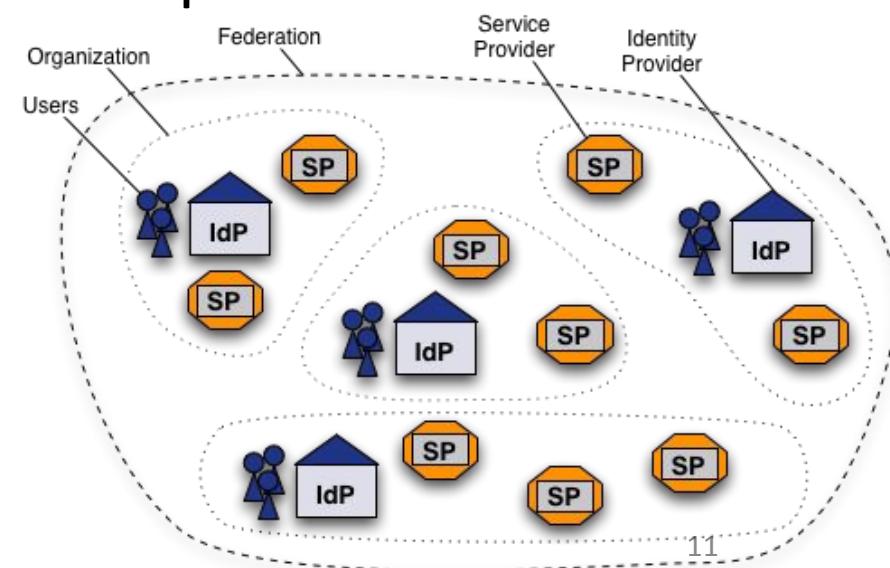 Organization
Federation
Service
Provider
Identity
Provider
Users
SP
SP
IdP
SP
IdP
SP
SP
SP
IdP
SP
IdP
SP
SP
SP
11